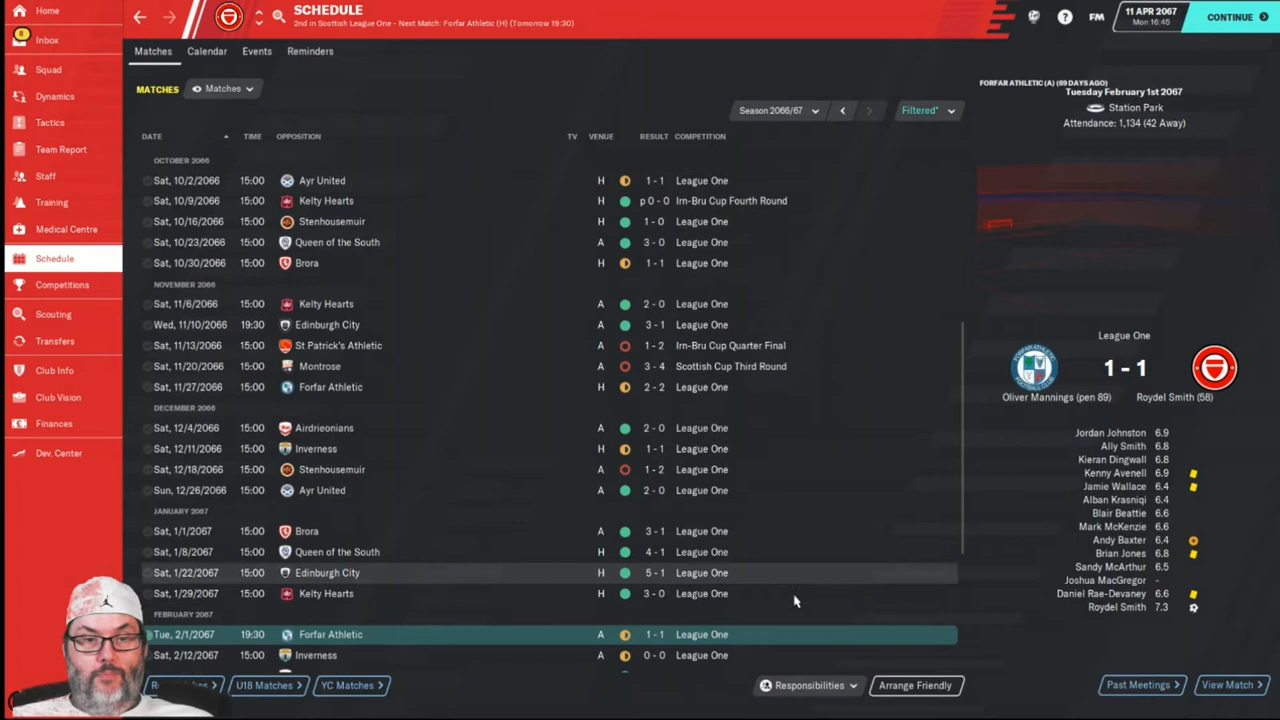 Home
8
Inbox
Squad
Dynamics
Tactics
Team Report
Staff
Training
Medical Centre
Schedule
Competitions
Scouting
Transfers
Club Info
Club Vision
Finances
Dev. Center
SCHEDULE
2nd in Scottish League One - Next Match: Forfar Athletic (H) (Tomorrow 19:30)
? FM
11 APR 2067
Mon 16:45
CONTINUE
Matches Calendar Events Reminders
MATCHES Matches
Season 2066/67 Filtered*
DATE TIME OPPOSITION TV VENUE RESULT COMPETITION
OCTOBER 2066
Sat, 10/2/2066 15:00 Ayr United H 1 - 1 League One
Sat, 10/9/2066 15:00 Kelty Hearts H p 0 - 0 Irn-Bru Cup Fourth Round
Sat, 10/16/2066 15:00 Stenhousemuir H 1 - 0 League One
Sat, 10/23/2066 15:00 Queen of the South A 3 - 0 League One
Sat, 10/30/2066 15:00 Brora H 1 - 1 League One
NOVEMBER 2066
Sat, 11/6/2066 15:00 Kelty Hearts A 2 - 0 League One
Wed, 11/10/2066 19:30 Edinburgh City A 3 - 1 League One
Sat, 11/13/2066 15:00 St Patrick's Athletic A 1 - 2 Irn-Bru Cup Quarter Final
Sat, 11/20/2066 15:00 Montrose A 3 - 4 Scottish Cup Third Round
Sat, 11/27/2066 15:00 Forfar Athletic H 2 - 2 League One
DECEMBER 2066
Sat, 12/4/2066 15:00 Airdrieonians A 2 - 0 League One
Sat, 12/11/2066 15:00 Inverness H 1 - 1 League One
Sat, 12/18/2066 15:00 Stenhousemuir A 1 - 2 League One
Sun, 12/26/2066 15:00 Ayr United A 2 - 0 League One
JANUARY 2067
Sat, 1/1/2067 15:00 Brora A 3 - 1 League One
Sat, 1/8/2067 15:00 Queen of the South H 4 - 1 League One
Sat, 1/22/2067 15:00 Edinburgh City H 5 - 1 League One
Sat, 1/29/2067 15:00 Kelty Hearts H 3 - 0 League One
FEBRUARY 2067
Tue, 2/1/2067 19:30 Forfar Athletic A 1 - 1 League One
Sat, 2/12/2067 15:00 Inverness A 0 - 0 League One
U18 Matches YC Matches Responsibilities Arrange Friendly
FORFAR ATHLETIC (A) (69 DAYS AGO)
Tuesday February 1st 2067
Station Park
Attendance: 1,134 (42 Away)
League One
1 - 1
Oliver Mannings (pen 89) Roydel Smith (58)
Jordan Johnston 6.9
Ally Smith 6.8
Kieran Dingwall 6.8
Kenny Avenell 6.9
Jamie Wallace 6.4
Alban Krasniqi 6.4
Blair Beattie 6.6
Mark McKenzie 6.6
Andy Baxter 6.4
Brian Jones 6.8
Sandy McArthur 6.5
Joshua MacGregor -
Daniel Rae-Devaney 6.6
Roydel Smith 7.3
Past Meetings View Match